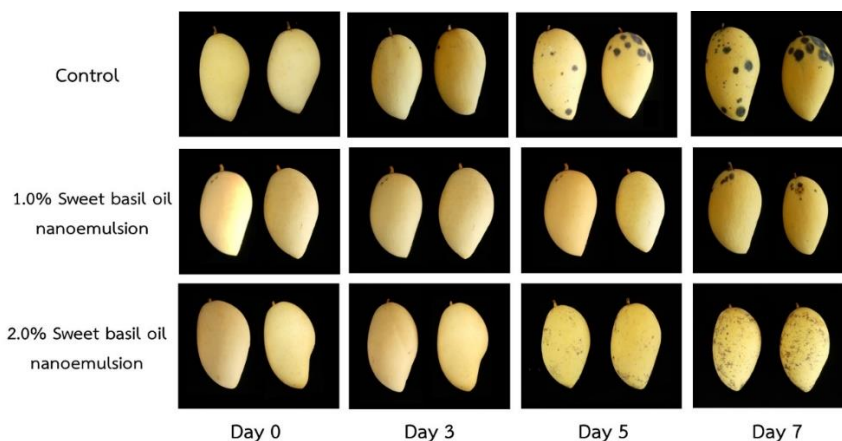 Control
1.0% Sweet basil oil
nanoemulsion
2.0% Sweet basil oil
nanoemulsion
Day 0 Day 3 Day 5 Day 7